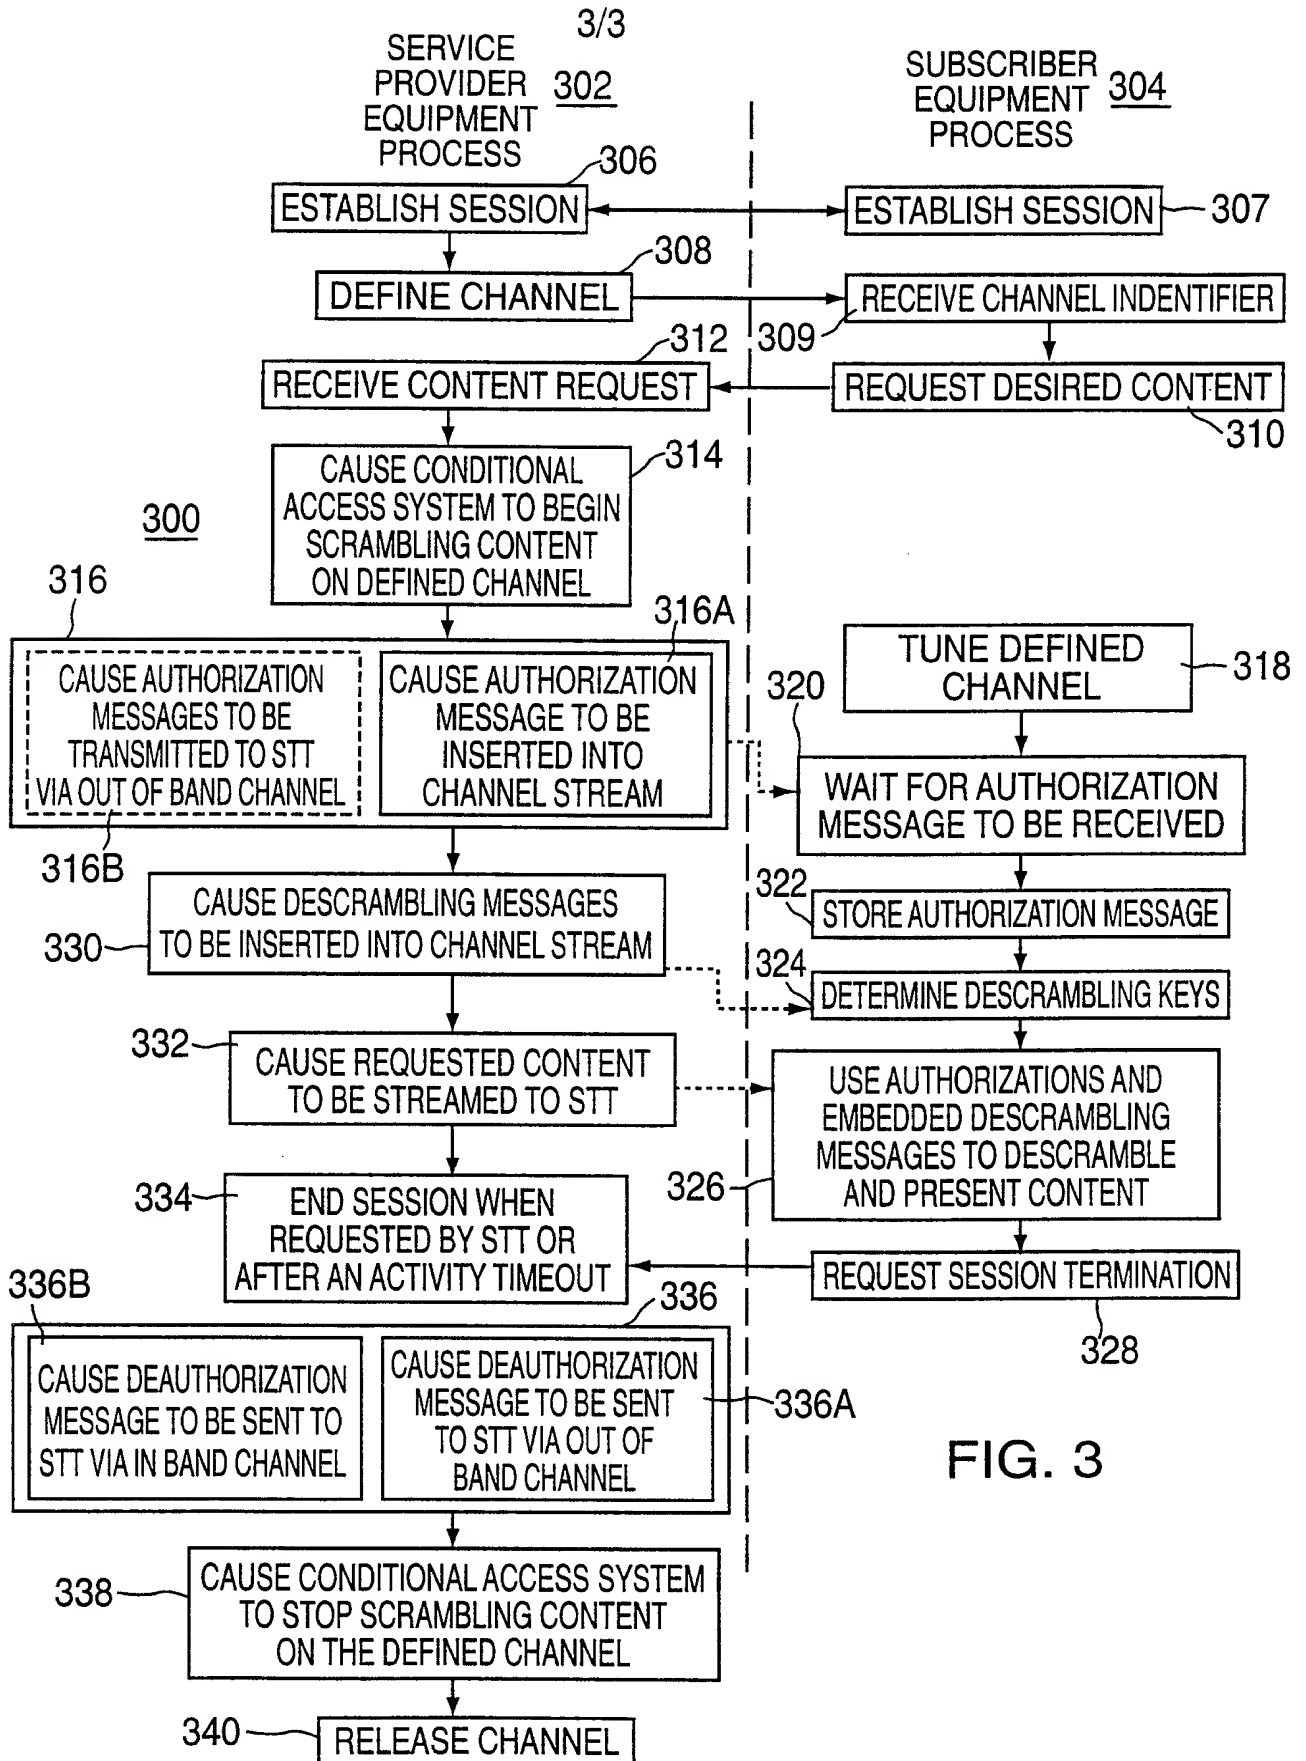 3/3
SERVICE
PROVIDER
EQUIPMENT
PROCESS
302
SUBSCRIBER
EQUIPMENT
PROCESS
304
306
ESTABLISH SESSION
ESTABLISH SESSION
307
308
DEFINE CHANNEL
RECEIVE CHANNEL INDENTIFIER
309
312
RECEIVE CONTENT REQUEST
REQUEST DESIRED CONTENT
310
314
CAUSE CONDITIONAL
ACCESS SYSTEM TO BEGIN
SCRAMBLING CONTENT
ON DEFINED CHANNEL
300
316
316A
CAUSE AUTHORIZATION
MESSAGES TO BE
TRANSMITTED TO STT
VIA OUT OF BAND CHANNEL
316B
CAUSE AUTHORIZATION
MESSAGE TO BE
INSERTED INTO
CHANNEL STREAM
TUNE DEFINED
CHANNEL
318
320
WAIT FOR AUTHORIZATION
MESSAGE TO BE RECEIVED
322
STORE AUTHORIZATION MESSAGE
330
CAUSE DESCRAMBLING MESSAGES
TO BE INSERTED INTO CHANNEL STREAM
324
DETERMINE DESCRAMBLING KEYS
332
CAUSE REQUESTED CONTENT
TO BE STREAMED TO STT
USE AUTHORIZATIONS AND
EMBEDDED DESCRAMBLING
MESSAGES TO DESCRAMBLE
AND PRESENT CONTENT
326
334
END SESSION WHEN
REQUESTED BY STT OR
AFTER AN ACTIVITY TIMEOUT
REQUEST SESSION TERMINATION
328
336B
336
CAUSE DEAUTHORIZATION
MESSAGE TO BE SENT TO
STT VIA IN BAND CHANNEL
CAUSE DEAUTHORIZATION
MESSAGE TO BE SENT
TO STT VIA OUT OF
BAND CHANNEL
336A
FIG. 3
338
CAUSE CONDITIONAL ACCESS SYSTEM
TO STOP SCRAMBLING CONTENT
ON THE DEFINED CHANNEL
340
RELEASE CHANNEL